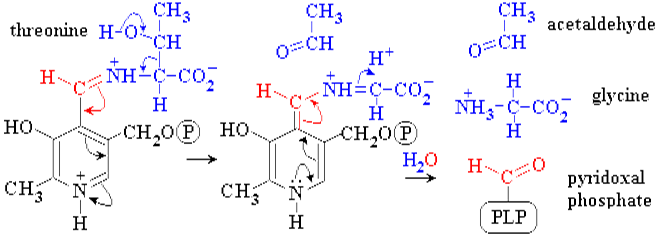 threonine
CH3
H–O–CH
H C=NH–C–CO2−
+
H
HO
CH2O P
CH3
N
+
H
CH3
O=CH
H+
H C–NH=C–CO2−
+
H
HO
CH2O P
CH3
N
H
H2O
CH3
O=CH
acetaldehyde
H
NH3–C–CO2−
+
H
glycine
H C=O
PLP
pyridoxal
phosphate